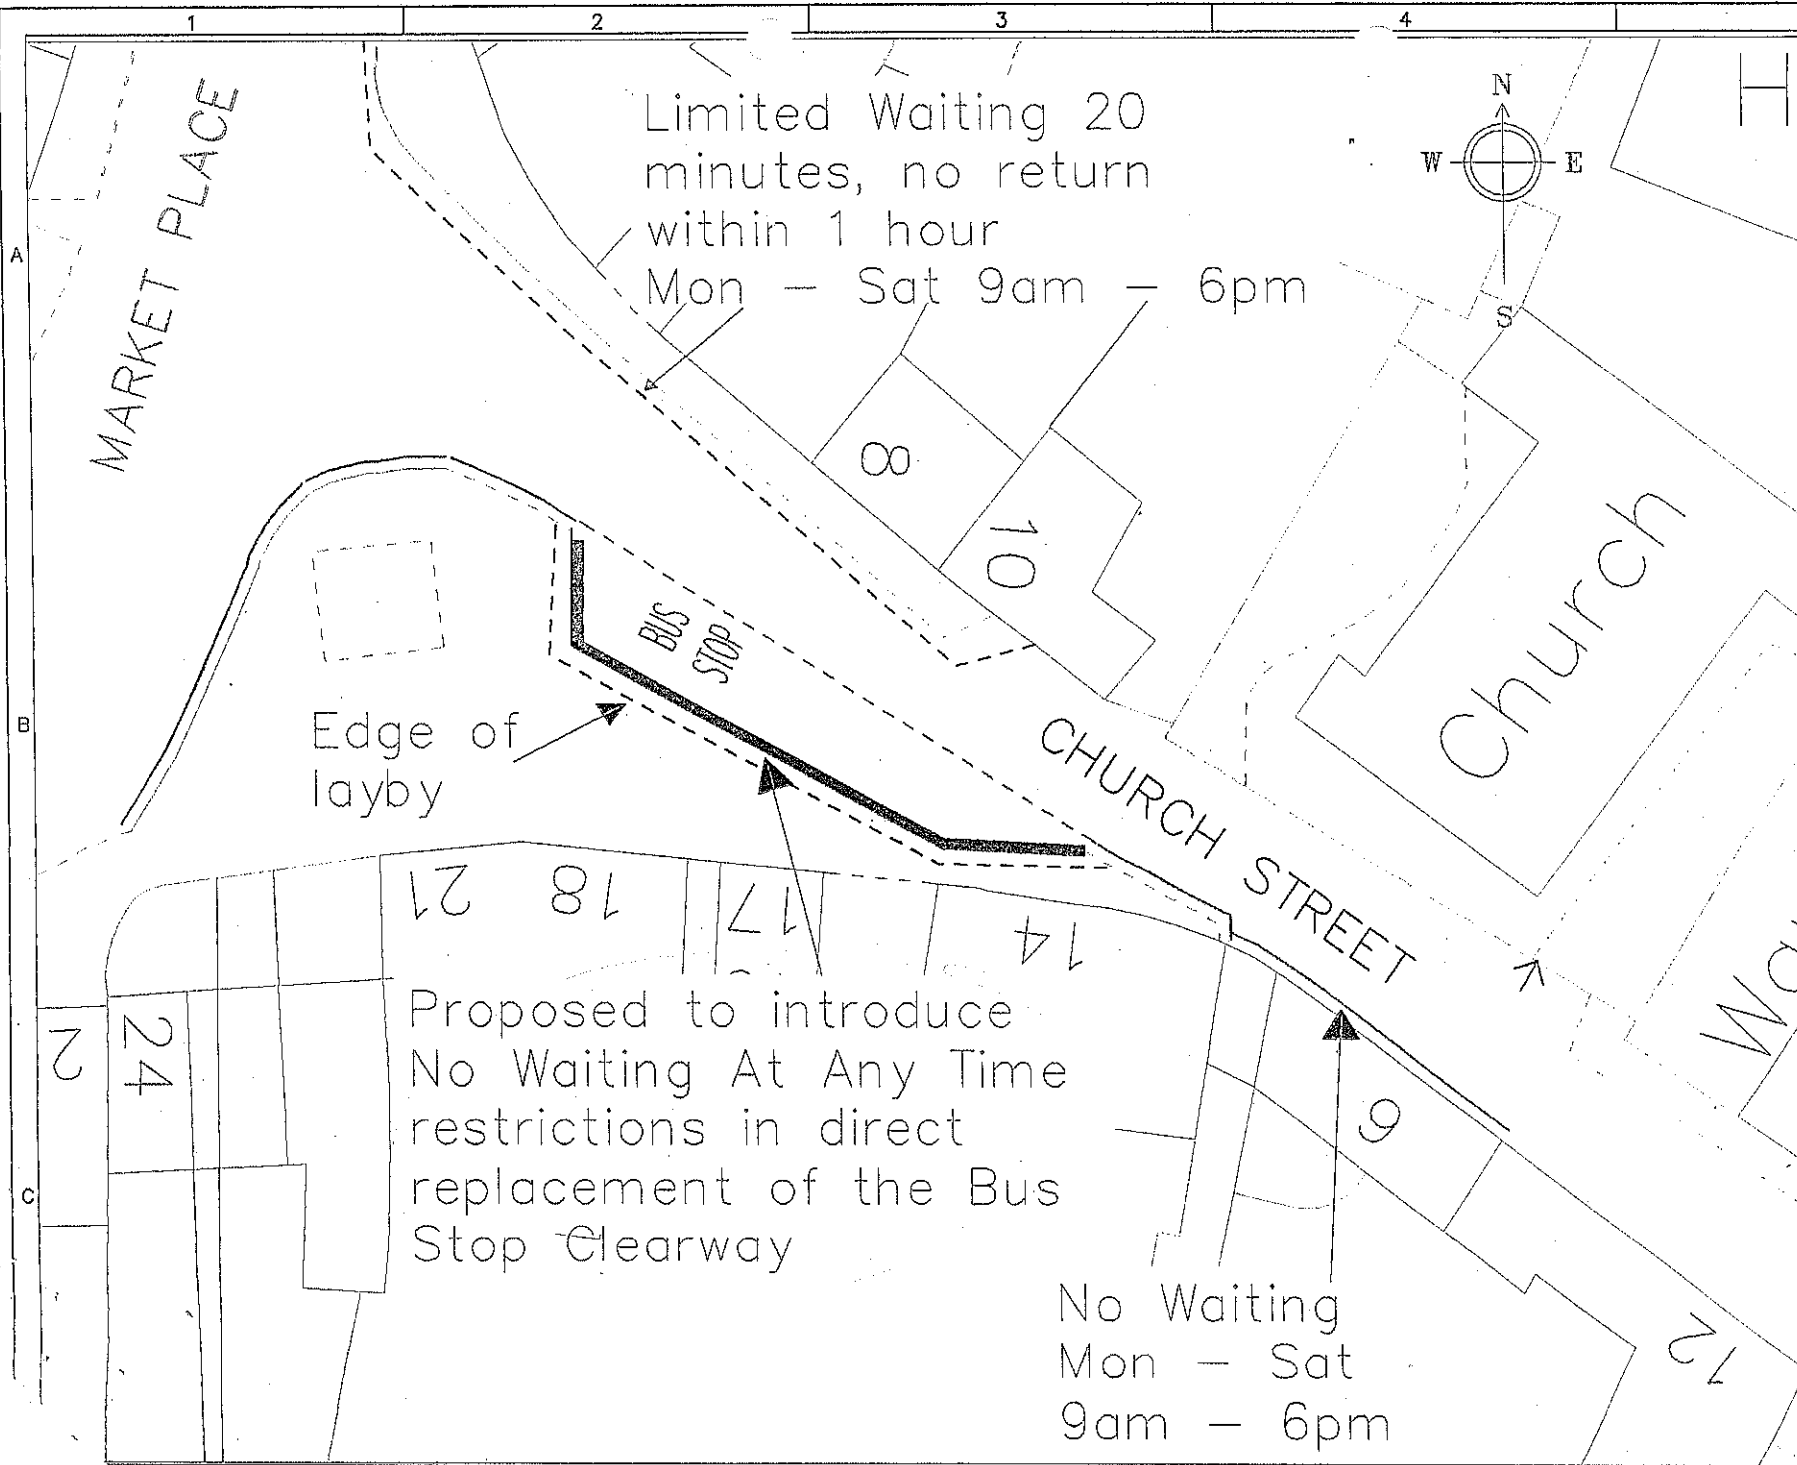 1 2 3 4
A
B
C
N
W E
S
MARKET PLACE
Limited Waiting 20
minutes, no return
within 1 hour
Mon – Sat 9am – 6pm
8
10
Church
BUS
STOP
Edge of
layby
CHURCH STREET
21
18
17
14
2
24
Proposed to introduce
No Waiting At Any Time
restrictions in direct
replacement of the Bus
Stop Clearway
6
No Waiting
Mon – Sat
9am – 6pm
2